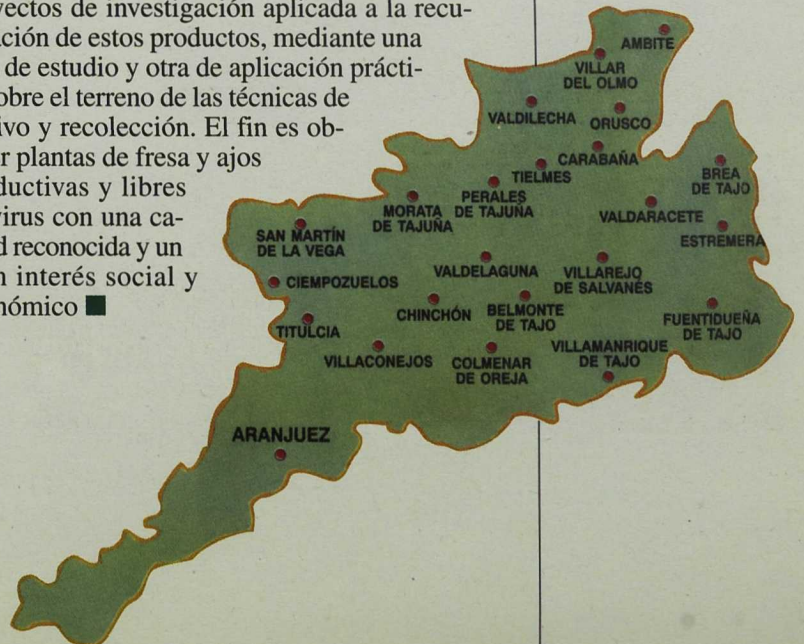 yectos de investigación aplicada a la recu-
ción de estos productos, mediante una
de estudio y otra de aplicación prácti-
obre el terreno de las técnicas de
ivo y recolección. El fin es ob-
r plantas de fresa y ajos
ductivas y libres
virus con una ca-
d reconocida y un
n interés social y
nómico
AMBITE
VILLAR
DEL OLMO
VALDILECHA
ORUSCO
CARABAÑA
TIELMES
BREA
DE TAJO
PERALES
DE TAJUÑA
MORATA
DE TAJUÑA
VALDARACETE
SAN MARTÍN
DE LA VEGA
ESTREMERA
CIEMPOZUELOS
VALDELAGUNA
VILLAREJO
DE SALVANÉS
CHINCHÓN
BELMONTE
DE TAJO
FUENTIDUEÑA
DE TAJO
TITULCIA
VILLACONEJOS
COLMENAR
DE OREJA
VILLAMANRIQUE
DE TAJO
ARANJUEZ